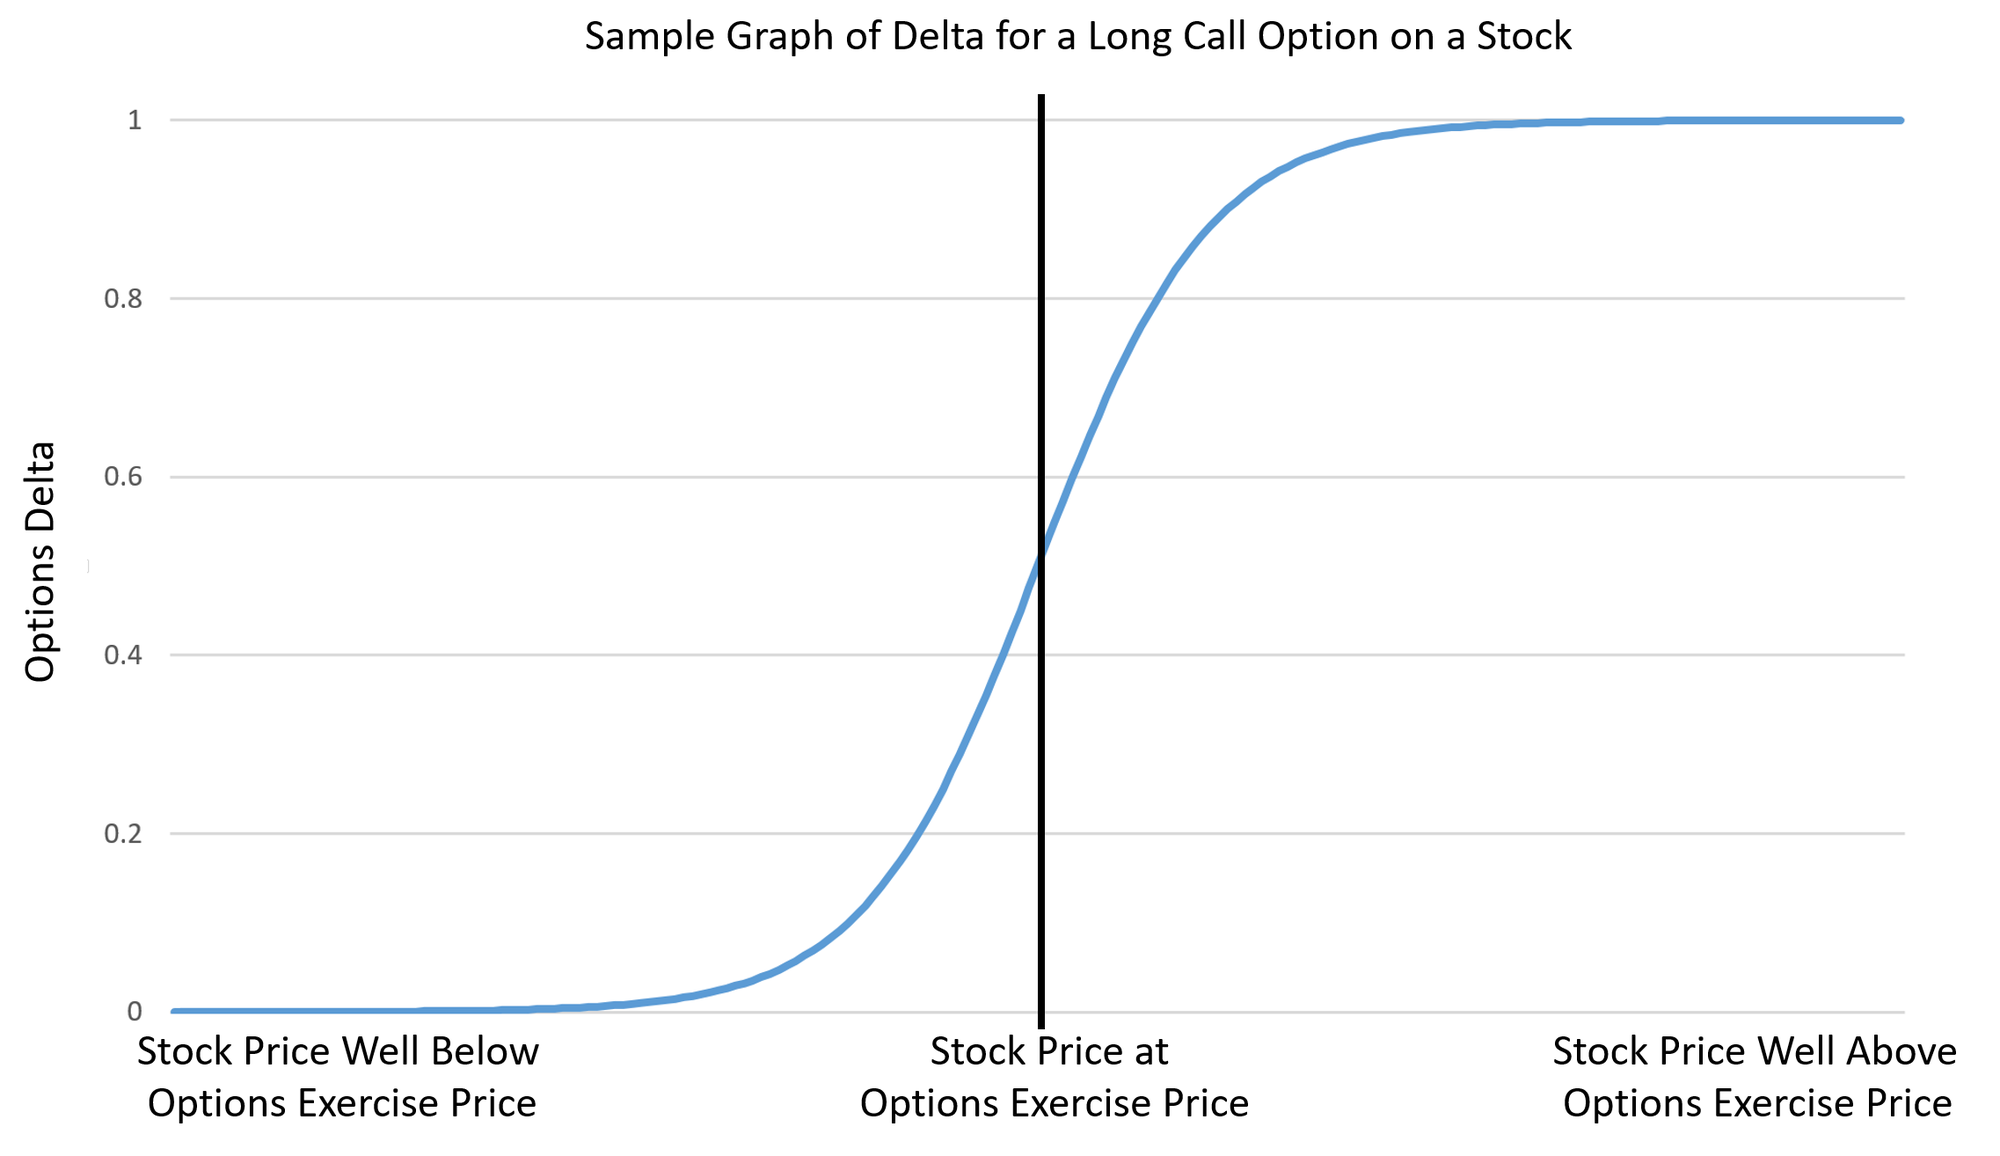 Sample Graph of Delta for a Long Call Option on a Stock
1
0.8
0.6
0.4
0.2
0
Options Delta
Stock Price Well Below
Options Exercise Price
Stock Price at
Options Exercise Price
Stock Price Well Above
Options Exercise Price